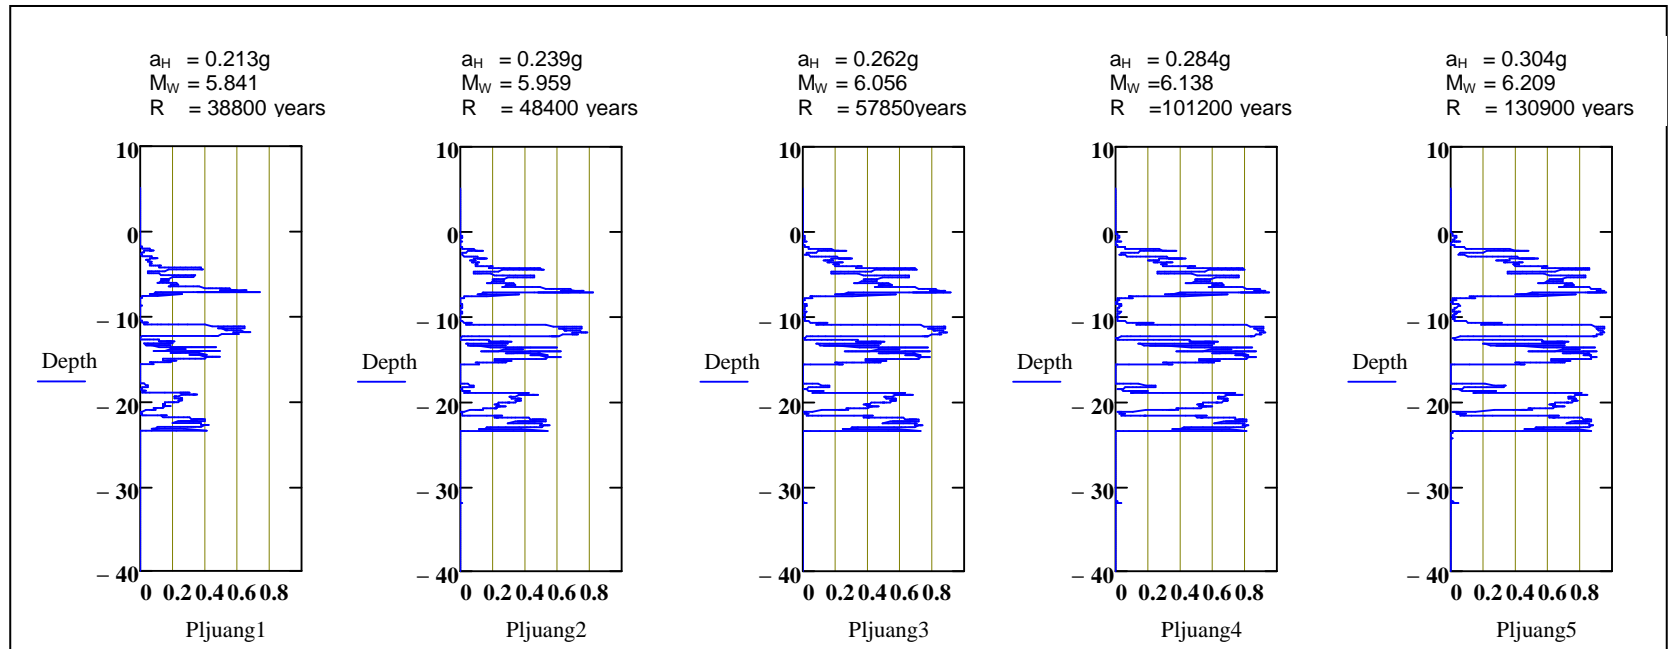 aH = 0.213g
MW = 5.841
R = 38800 years
aH = 0.239g
MW = 5.959
R = 48400 years
aH = 0.262g
MW = 6.056
R = 57850years
aH = 0.284g
MW =6.138
R =101200 years
aH = 0.304g
MW = 6.209
R = 130900 years
10
0
− 10
− 20
− 30
− 40
Depth
0 0.2 0.4 0.6 0.8
Pljuang1
10
0
− 10
− 20
− 30
− 40
Depth
0 0.2 0.4 0.6 0.8
Pljuang2
10
0
− 10
− 20
− 30
− 40
Depth
0 0.2 0.4 0.6 0.8
Pljuang3
10
0
− 10
− 20
− 30
− 40
Depth
0 0.2 0.4 0.6 0.8
Pljuang4
10
0
− 10
− 20
− 30
− 40
Depth
0 0.2 0.4 0.6 0.8
Pljuang5